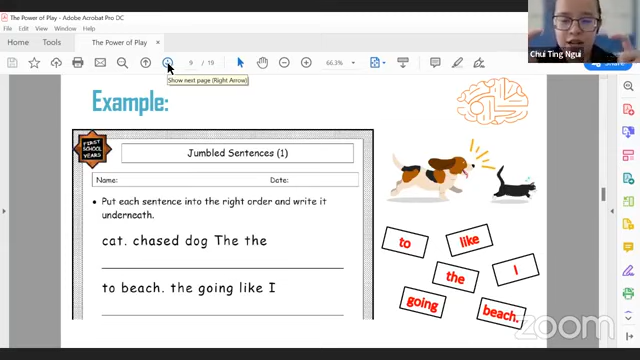 The Power of Play - Adobe Acrobat Pro DC
File Edit View Window Help
Home Tools The Power of Play
9 / 19
66.3%
Share
Show next page (Right Arrow)
Chui Ting Ngui
Example:
FIRST
SCHOOL
YEARS
Jumbled Sentences (1)
Name: Date:
• Put each sentence into the right order and write it
underneath.
cat. chased dog The the
to beach. the going like I
to
like
the
I
going
beach.
zoom